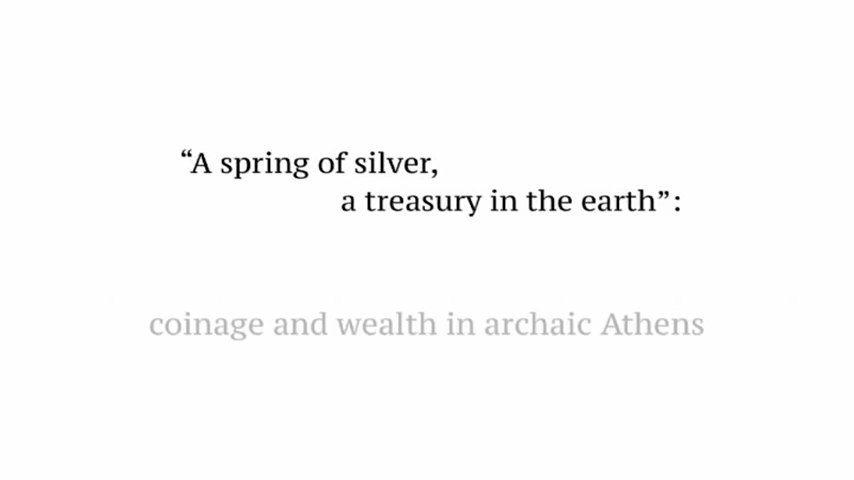 “A spring of silver,
a treasury in the earth”:
coinage and wealth in archaic Athens